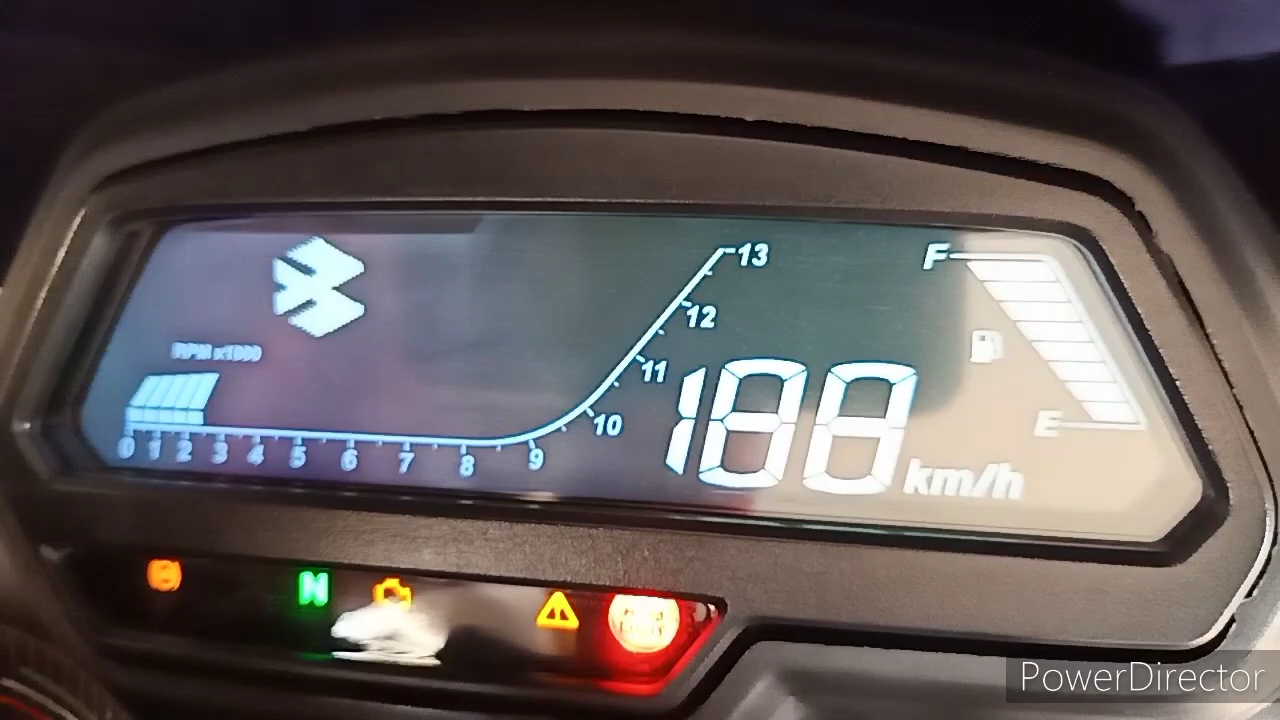 RPM x1000
0 1 2 3 4 5 6 7 8 9 10 11 12 13
F
E
188 km/h
N
PowerDirector